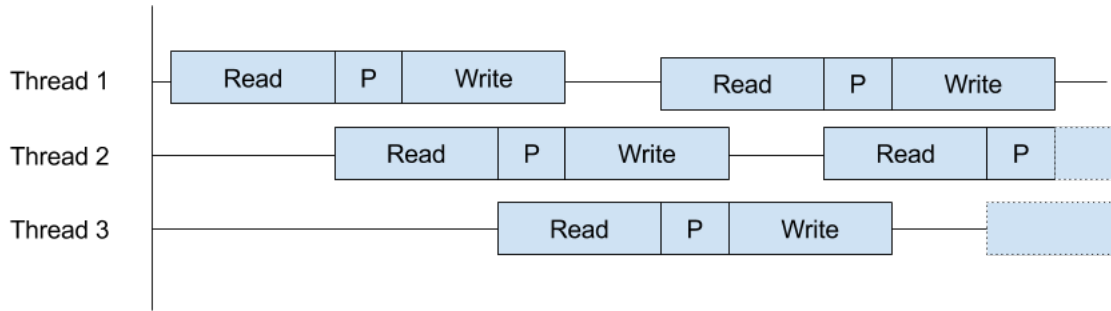 Thread 1 Read P Write Read P Write
Thread 2 Read P Write Read P
Thread 3 Read P Write